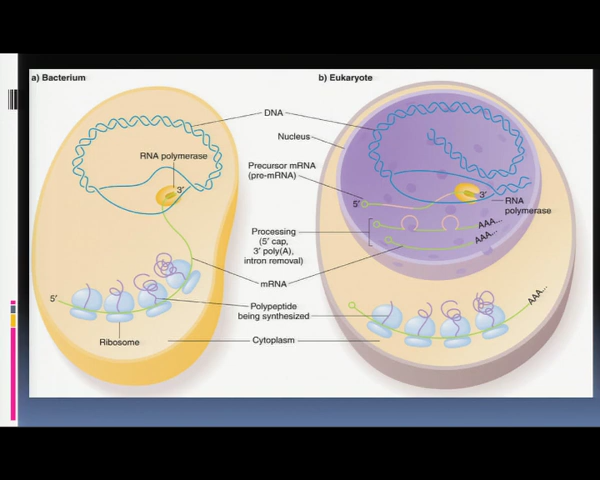 a) Bacterium
b) Eukaryote
DNA
Nucleus
RNA polymerase
3′
Precursor mRNA
(pre-mRNA)
5′
3′
RNA
polymerase
AAA...
AAA...
Processing
(5′ cap,
3′ poly(A),
intron removal)
mRNA
5′
AAA...
Polypeptide
being synthesized
Ribosome
Cytoplasm